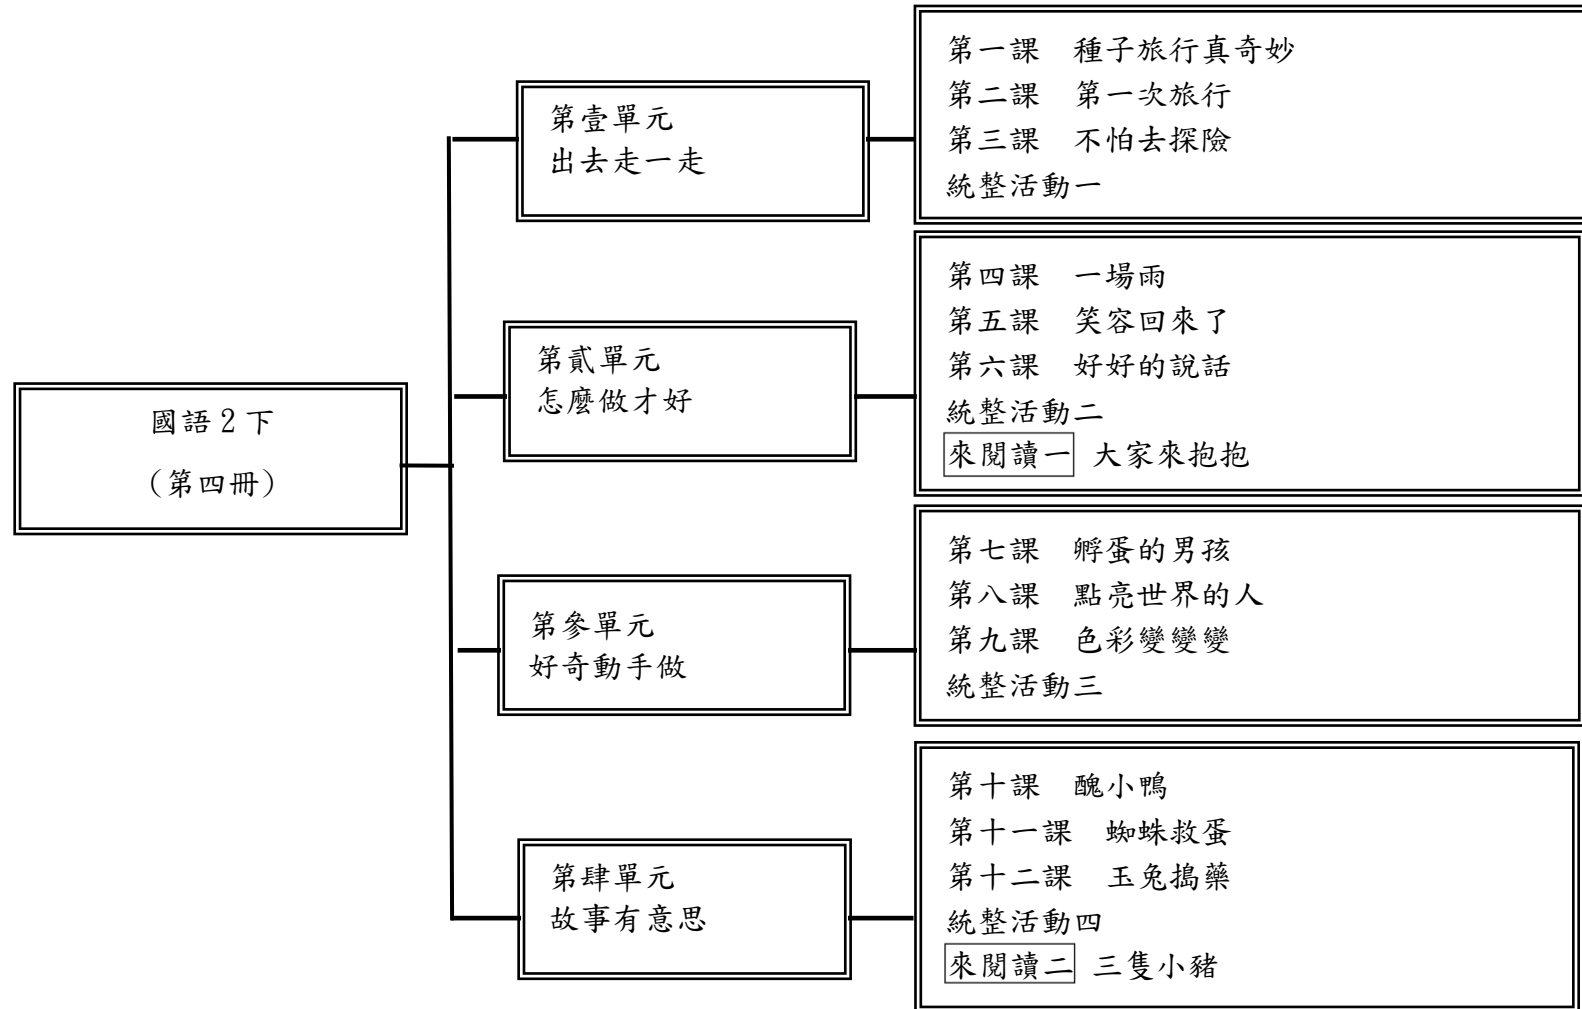 國語2下
(第四冊)
第壹單元
出去走一走
第一課　種子旅行真奇妙
第二課　第一次旅行
第三課　不怕去探險
統整活動一
第貳單元
怎麼做才好
第四課　一場雨
第五課　笑容回來了
第六課　好好的說話
統整活動二
來閱讀一 大家來抱抱
第參單元
好奇動手做
第七課　孵蛋的男孩
第八課　點亮世界的人
第九課　色彩變變變
統整活動三
第肆單元
故事有意思
第十課　醜小鴨
第十一課　蜘蛛救蛋
第十二課　玉兔搗藥
統整活動四
來閱讀二 三隻小豬